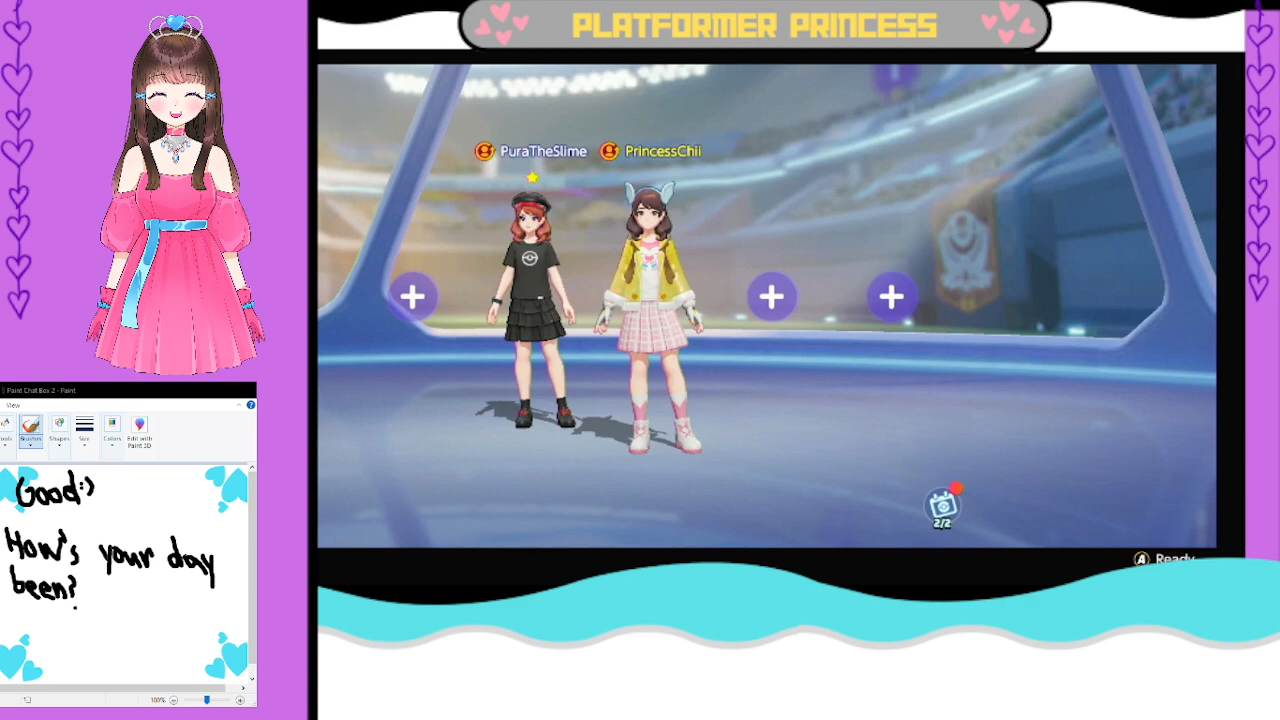 PLATFORMER PRINCESS
PuraTheSlime
PrincessChii
2/2
A Ready
Paint Chat Box 2 - Paint
View
Brushes
Shapes
Size
Colors
Edit with
Paint 3D
Good:)
How's your day
been?
100%